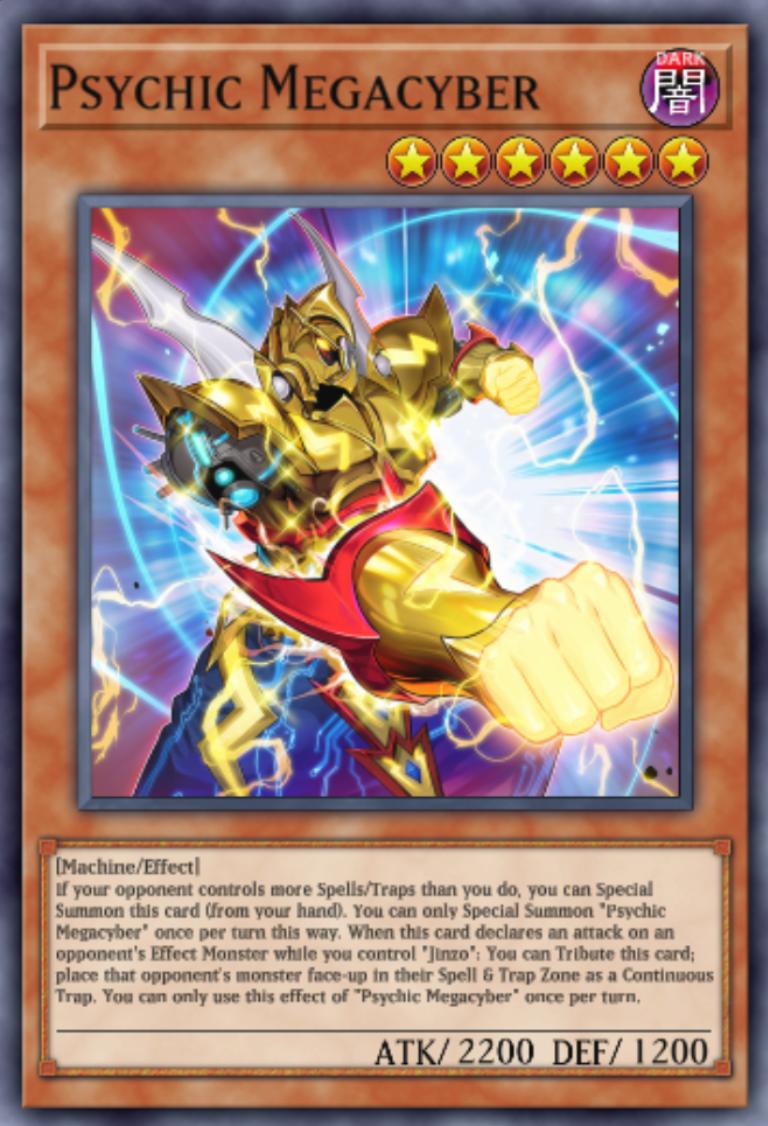 PSYCHIC MEGACYBER
DARK
闇
[Machine/Effect]
If your opponent controls more Spells/Traps than you do, you can Special
Summon this card (from your hand). You can only Special Summon "Psychic
Megacyber" once per turn this way. When this card declares an attack on an
opponent's Effect Monster while you control "Jinzo": You can Tribute this card;
place that opponent's monster face-up in their Spell & Trap Zone as a Continuous
Trap. You can only use this effect of "Psychic Megacyber" once per turn.
ATK/ 2200 DEF/ 1200